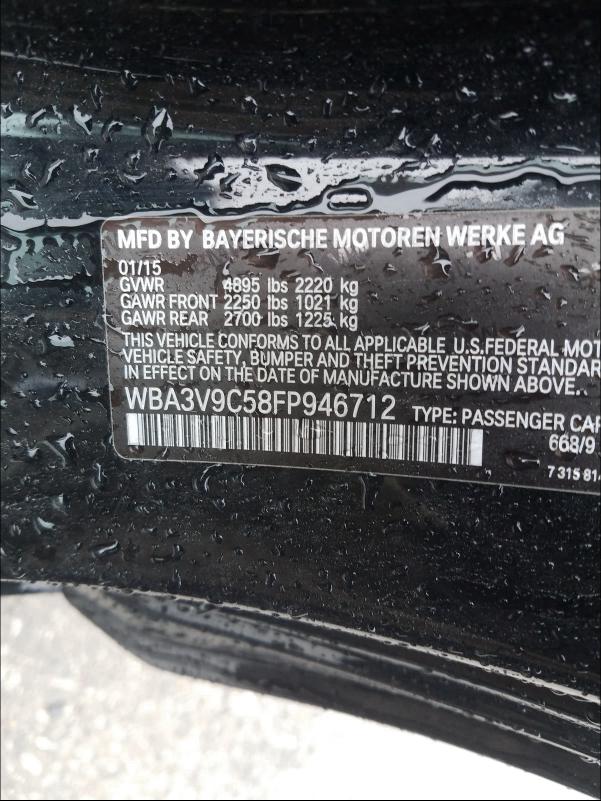 MFD BY BAYERISCHE MOTOREN WERKE AG
01/15
GVWR 4895 lbs 2220 kg
GAWR FRONT 2250 lbs 1021 kg
GAWR REAR 2700 lbs 1225 kg
THIS VEHICLE CONFORMS TO ALL APPLICABLE U.S.FEDERAL MOT
VEHICLE SAFETY, BUMPER AND THEFT PREVENTION STANDAR
IN EFFECT ON THE DATE OF MANUFACTURE SHOWN ABOVE.
WBA3V9C58FP946712 TYPE: PASSENGER CAR
668/9
7 315 814